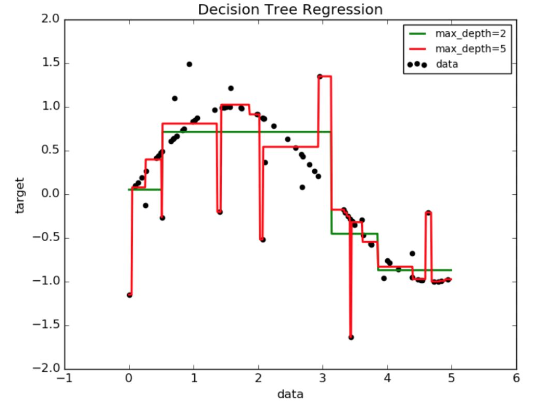 Decision Tree Regression
2.0
1.5
1.0
0.5
0.0
−0.5
−1.0
−1.5
−2.0
target
max_depth=2
max_depth=5
data
−1 0 1 2 3 4 5 6
data